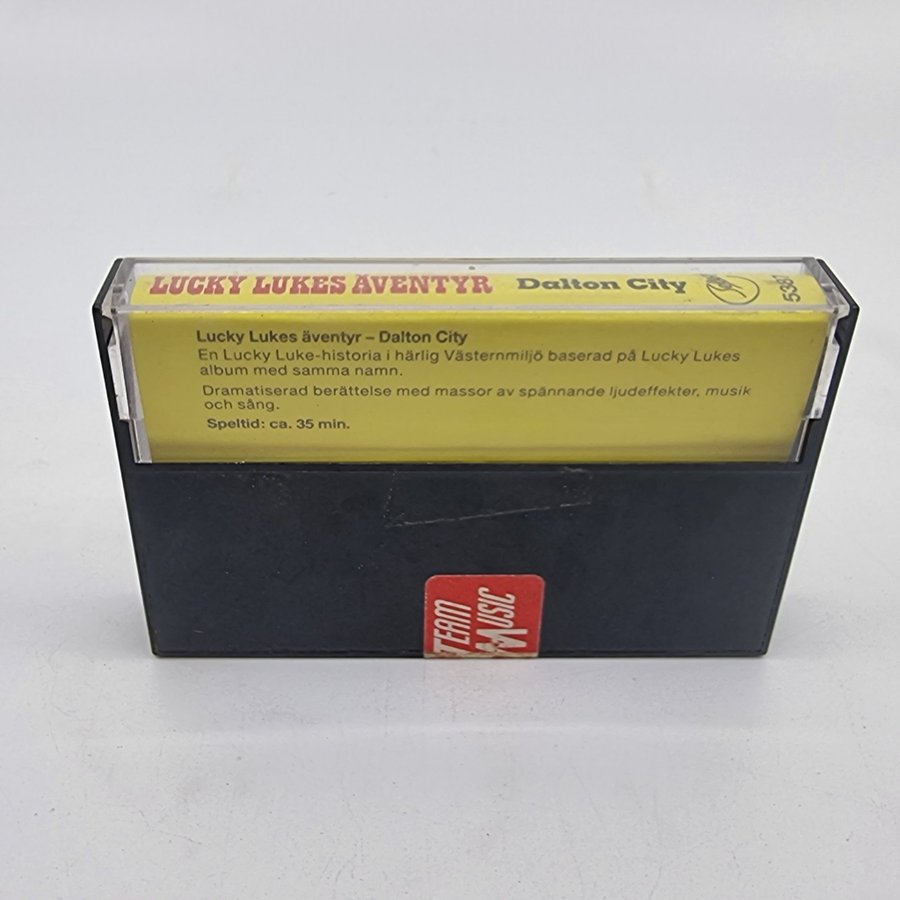 LUCKY LUKES ÄVENTYR Dalton City
5387
Lucky Lukes äventyr – Dalton City
En Lucky Luke-historia i härlig Västernmiljö baserad på Lucky Lukes
album med samma namn.
Dramatiserad berättelse med massor av spännande ljudeffekter, musik
och sång.
Speltid: ca. 35 min.
TEAM
MUSIC